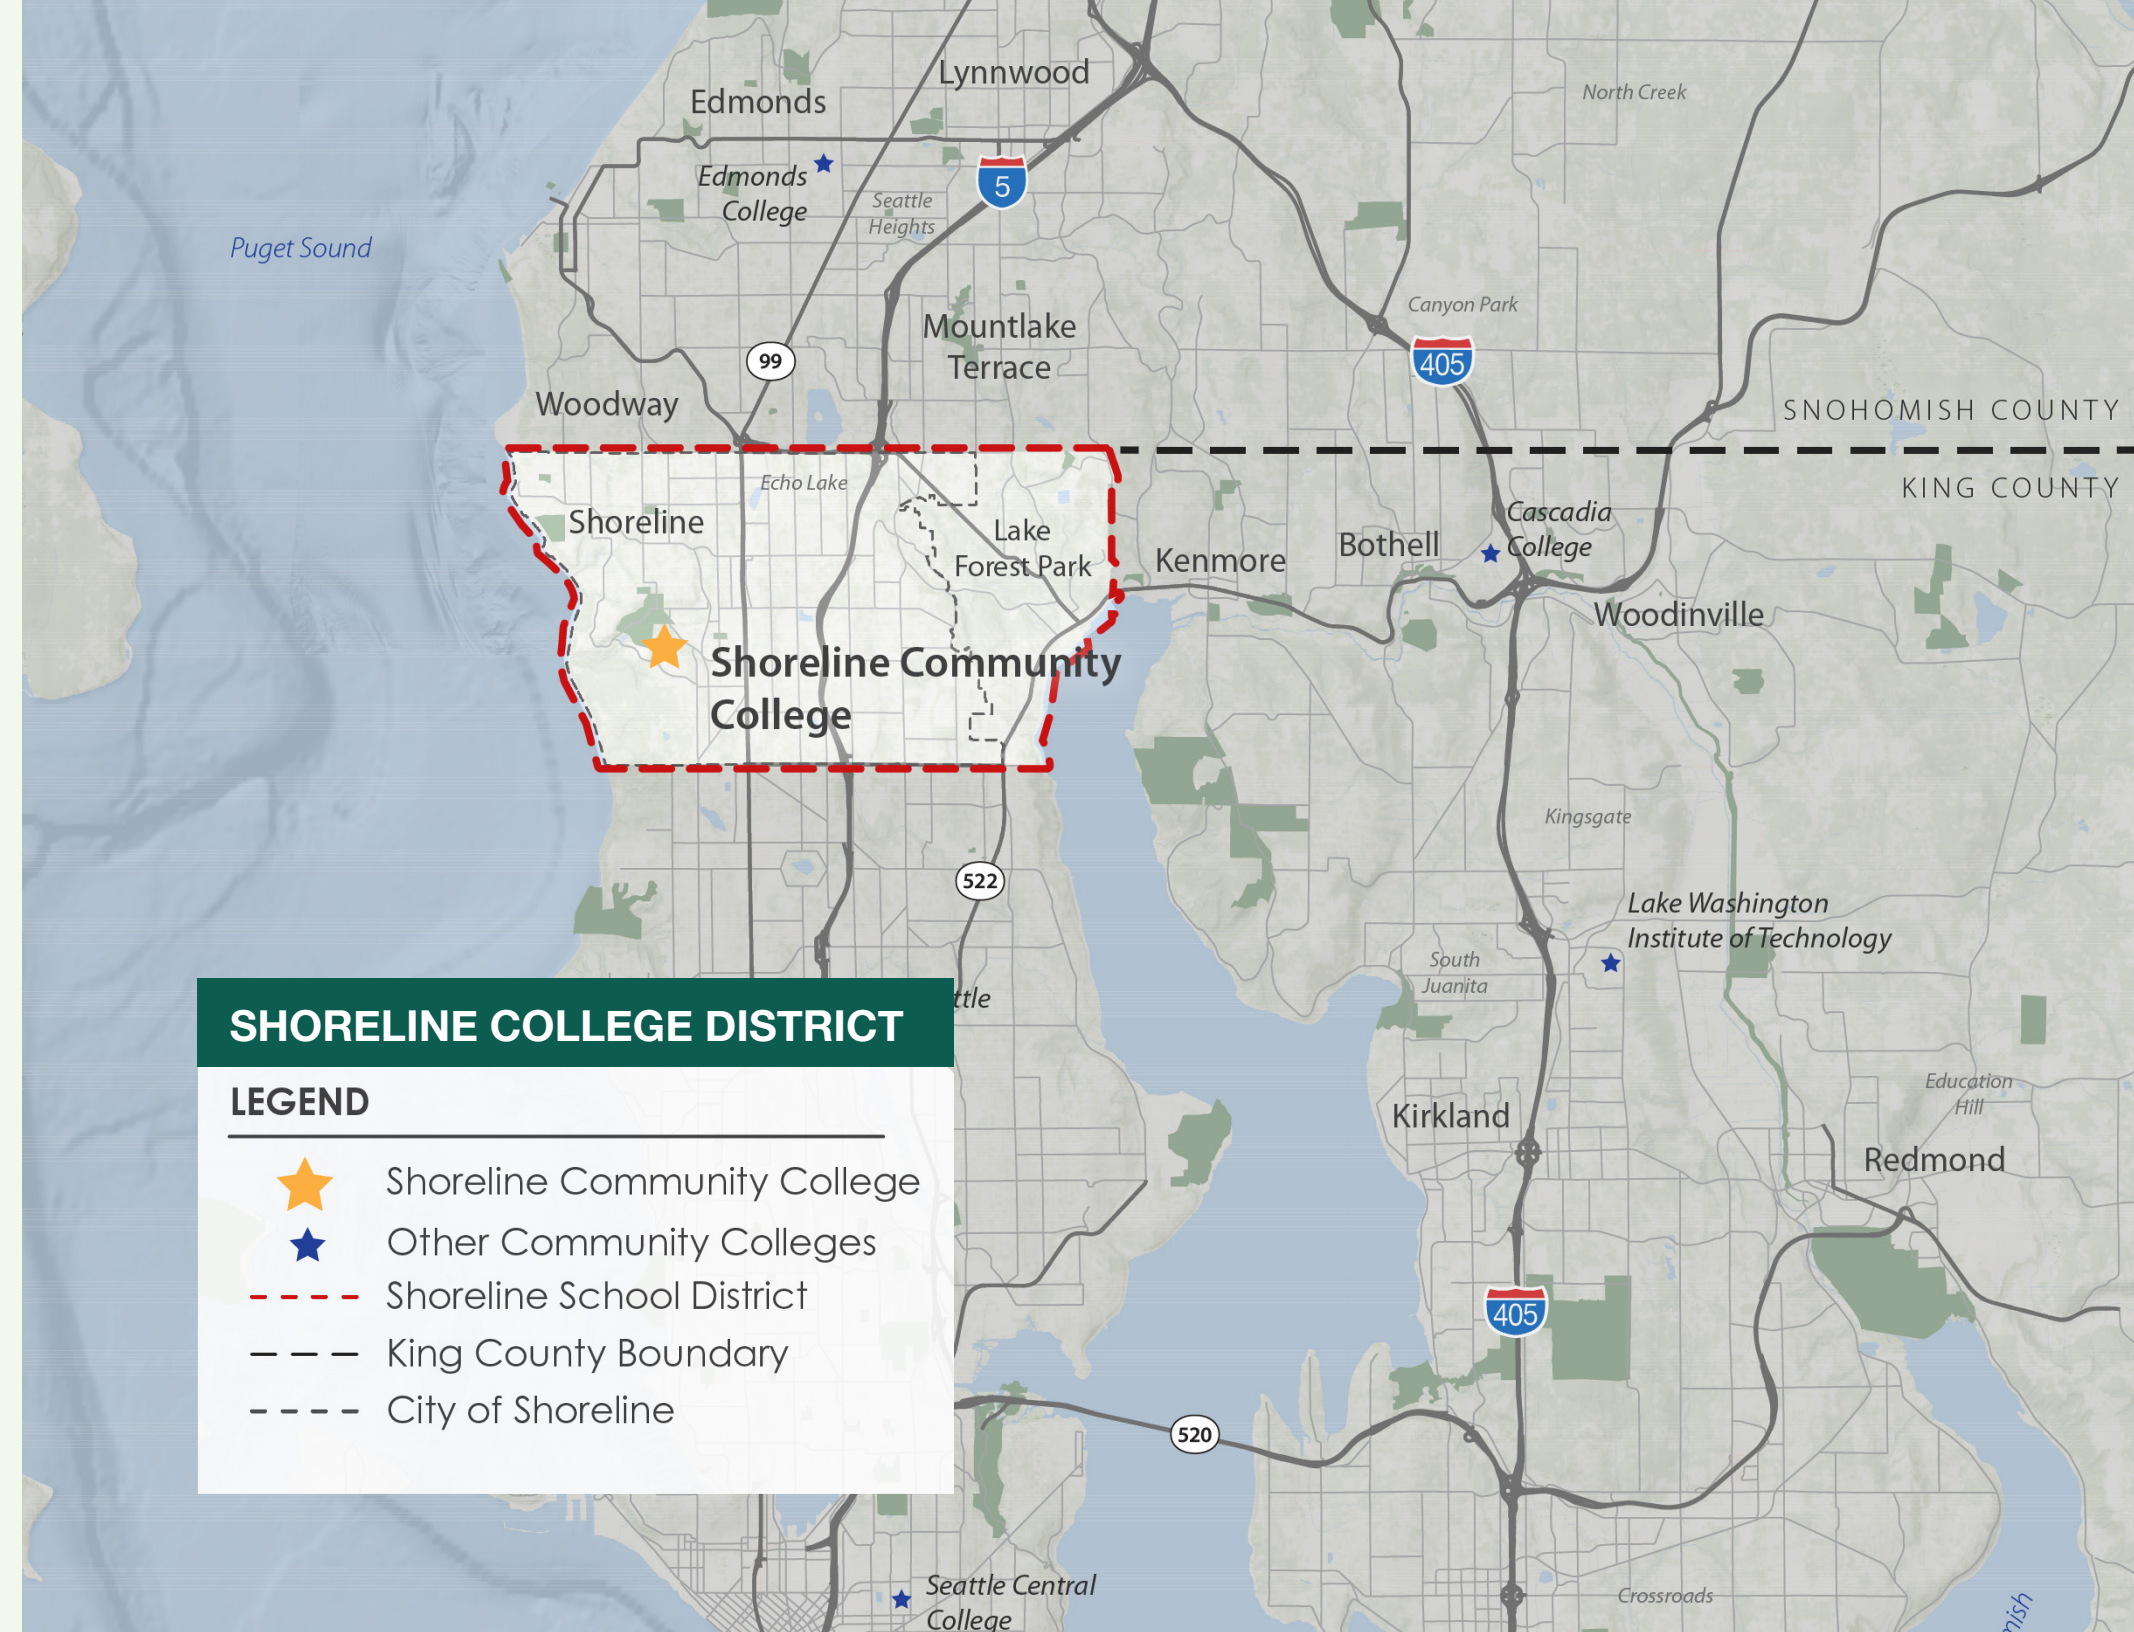 Lynnwood
Edmonds
North Creek
Edmonds
College
5
Seattle
Heights
Puget Sound
Canyon Park
Mountlake
Terrace
99
405
Woodway
SNOHOMISH COUNTY
KING COUNTY
Echo Lake
Shoreline
Lake
Forest Park
Kenmore
Bothell
Cascadia
College
Woodinville
Shoreline Community
College
Kingsgate
522
Lake Washington
Institute of Technology
South
Juanita
ttle
SHORELINE COLLEGE DISTRICT
LEGEND
Shoreline Community College
Other Community Colleges
Shoreline School District
King County Boundary
City of Shoreline
Education
Hill
Kirkland
Redmond
405
520
Seattle Central
College
Crossroads
mish